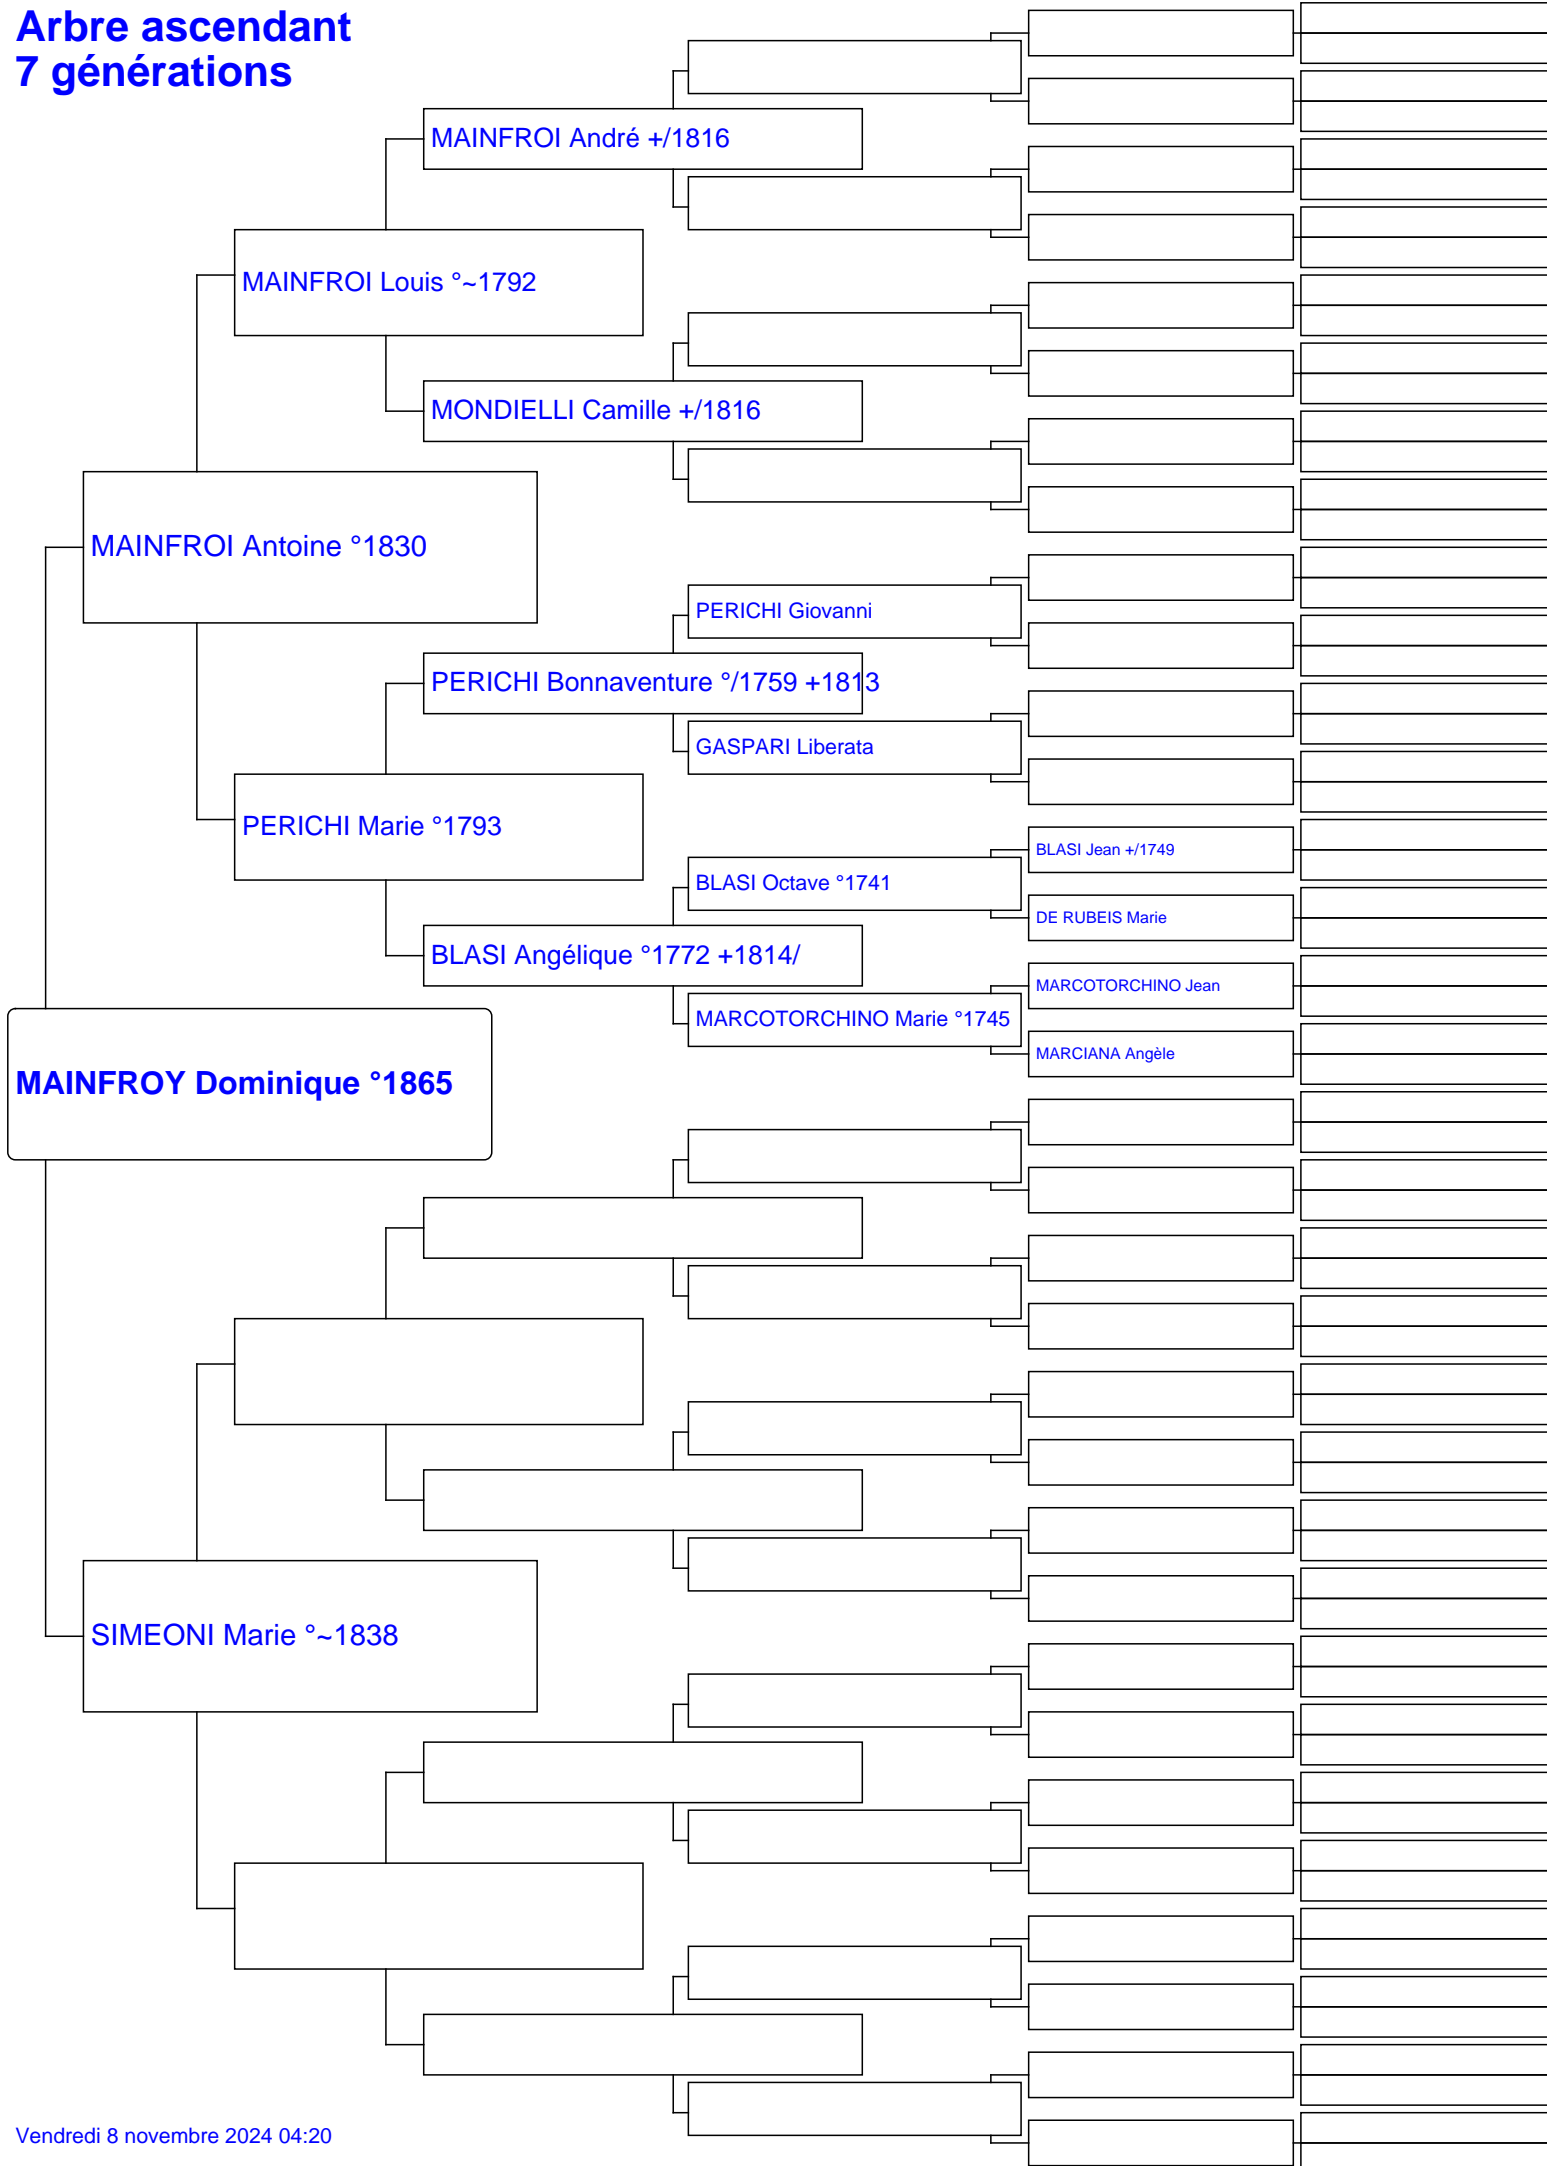 Arbre ascendant
7 générations
MAINFROI André +/1816
MAINFROI Louis °~1792
MONDIELLI Camille +/1816
MAINFROI Antoine °1830
PERICHI Giovanni
PERICHI Bonnaventure °/1759 +1813
GASPARI Liberata
PERICHI Marie °1793
BLASI Jean +/1749
BLASI Octave °1741
DE RUBEIS Marie
BLASI Angélique °1772 +1814/
MARCOTORCHINO Jean
MARCOTORCHINO Marie °1745
MARCIANA Angèle
MAINFROY Dominique °1865
SIMEONI Marie °~1838
Vendredi 8 novembre 2024 04:20